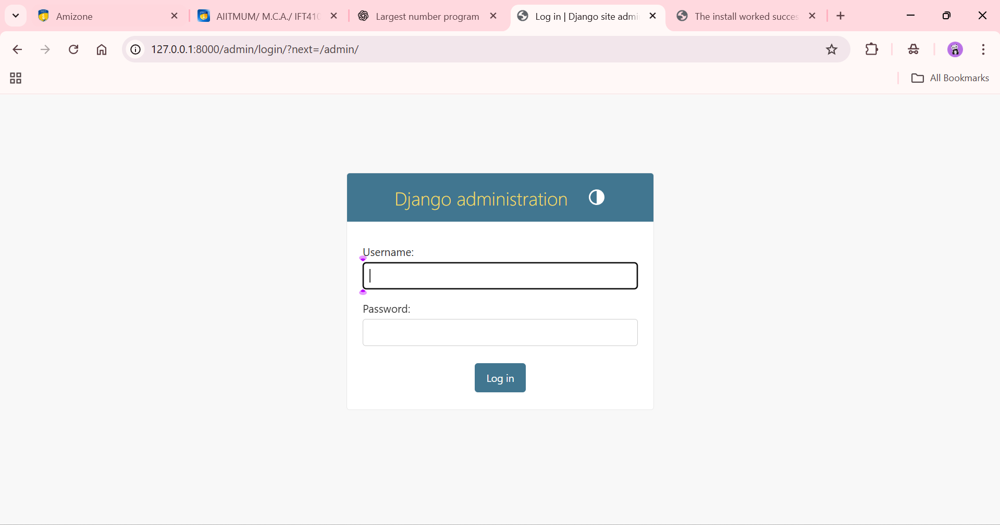 Amizone
AIITMUM/ M.C.A./ IFT410
Largest number program
Log in | Django site admi
The install worked succes
127.0.0.1:8000/admin/login/?next=/admin/
All Bookmarks
Django administration
Username:
Password:
Log in